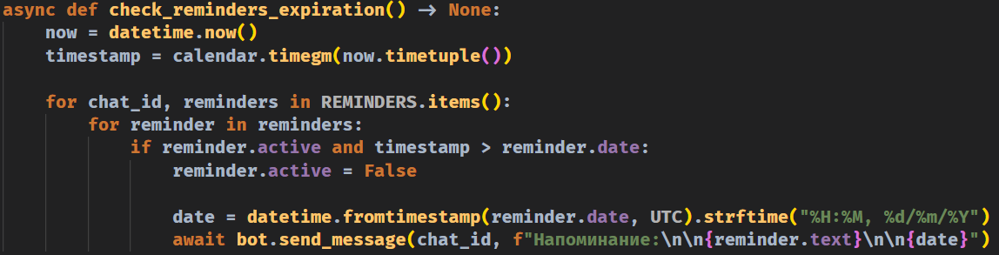 async def check_reminders_expiration() -> None:
    now = datetime.now()
    timestamp = calendar.timegm(now.timetuple())

    for chat_id, reminders in REMINDERS.items():
        for reminder in reminders:
            if reminder.active and timestamp > reminder.date:
                reminder.active = False

                date = datetime.fromtimestamp(reminder.date, UTC).strftime("%H:%M, %d/%m/%Y")
                await bot.send_message(chat_id, f"Напоминание:\n\n{reminder.text}\n\n{date}")